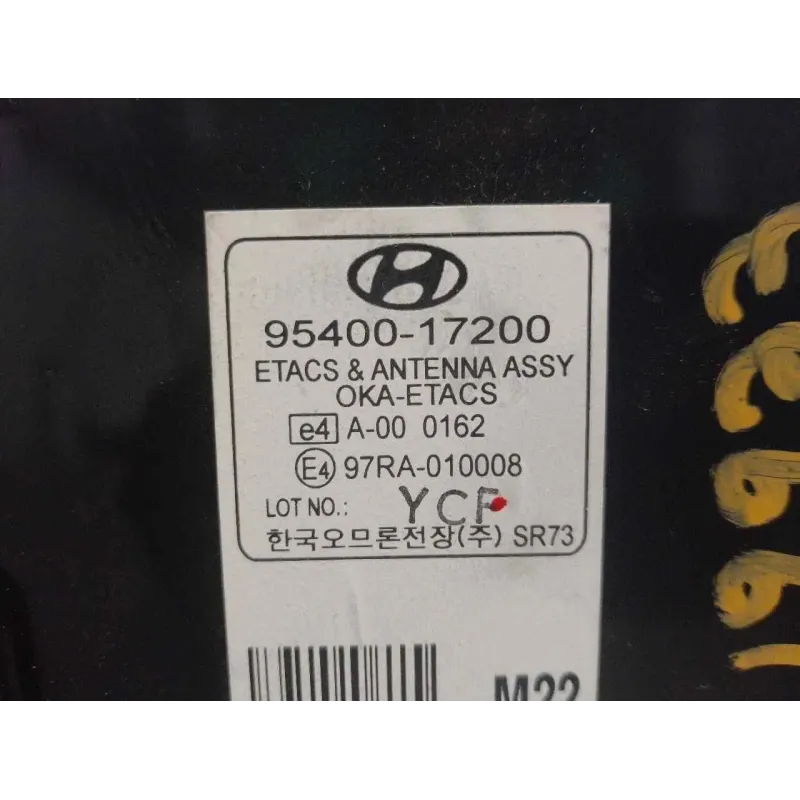 95400-17200
ETACS & ANTENNA ASSY
OKA-ETACS
e4 A-00 0162
E4 97RA-010008
LOT NO.: YCF
한국오므론전장(주) SR73
M22